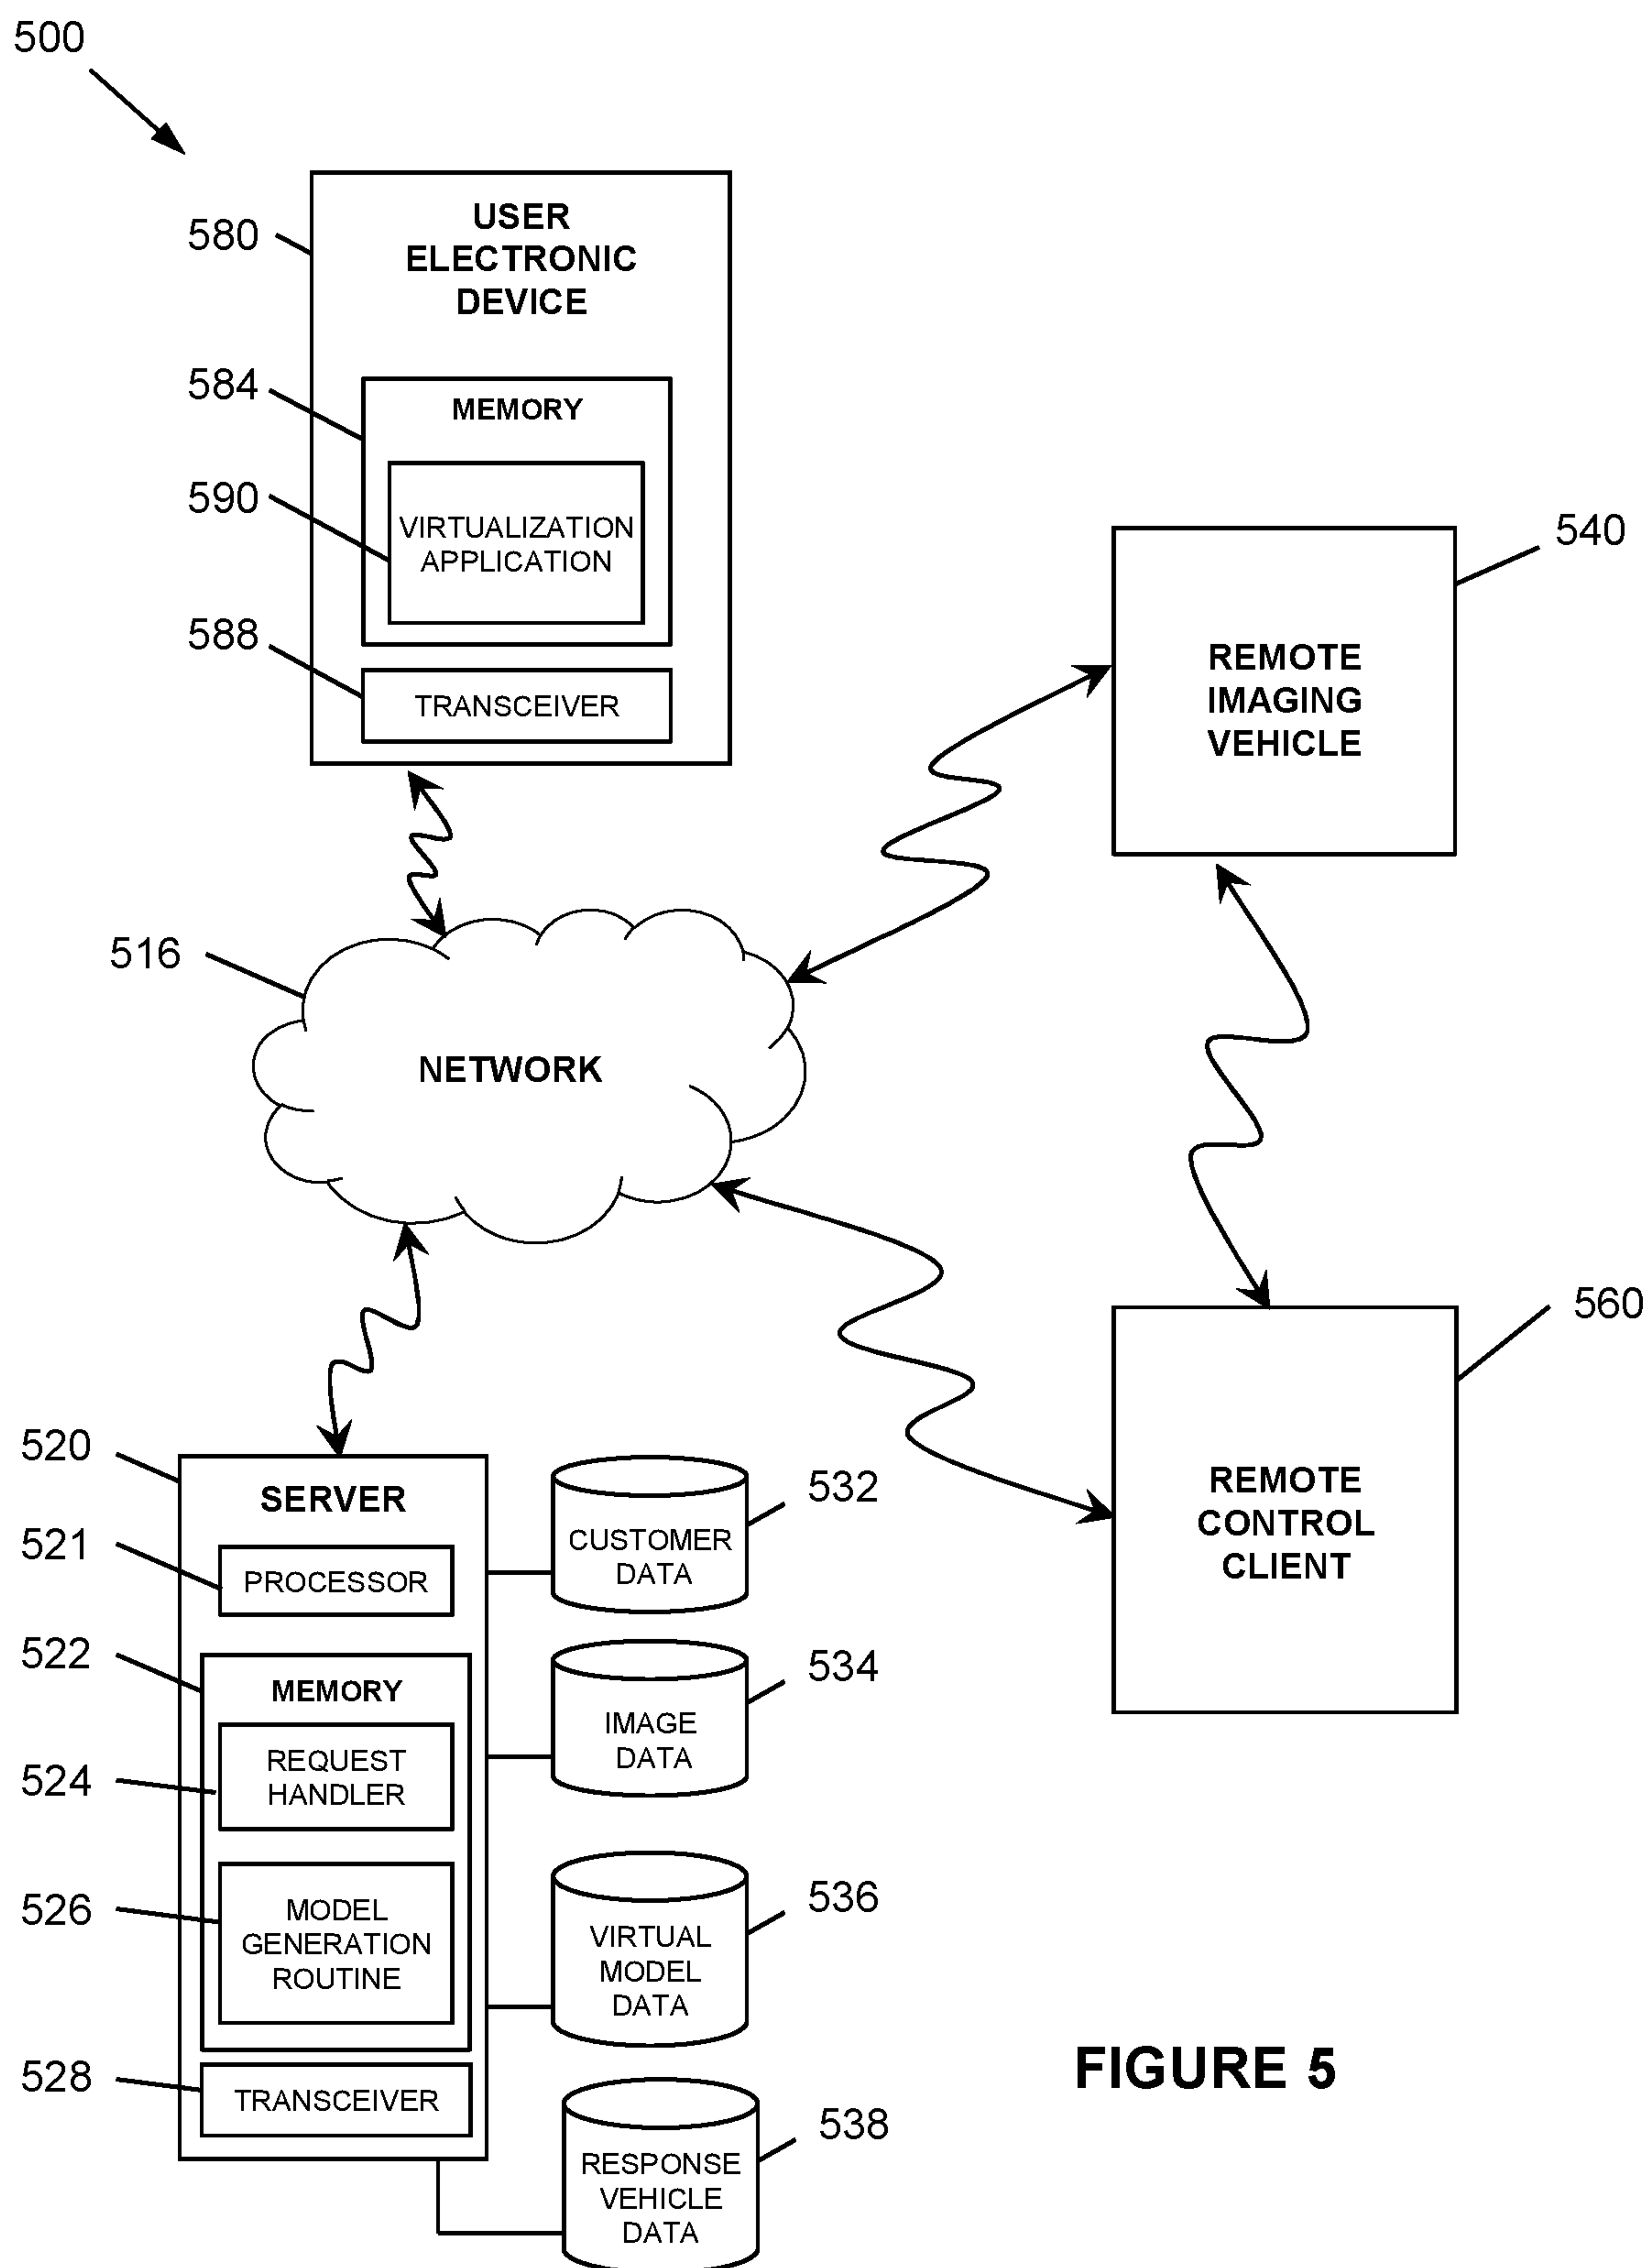 500
580
USER
ELECTRONIC
DEVICE
584
MEMORY
590
VIRTUALIZATION
APPLICATION
588
TRANSCEIVER
540
REMOTE
IMAGING
VEHICLE
516
NETWORK
560
REMOTE
CONTROL
CLIENT
520
SERVER
521
PROCESSOR
522
MEMORY
524
REQUEST
HANDLER
526
MODEL
GENERATION
ROUTINE
528
TRANSCEIVER
532
CUSTOMER
DATA
534
IMAGE
DATA
536
VIRTUAL
MODEL
DATA
538
RESPONSE
VEHICLE
DATA
FIGURE 5